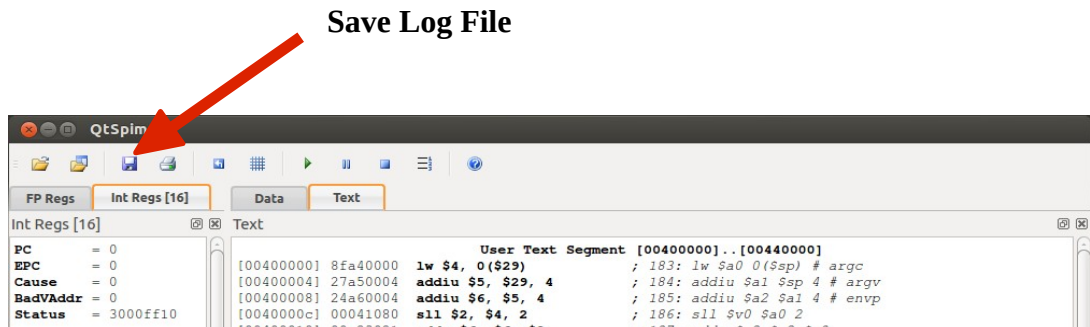 Save Log File
QtSpim
FP Regs Int Regs [16] Data Text
Int Regs [16] Text
PC = 0 User Text Segment [00400000]..[00440000]
EPC = 0 [00400000] 8fa40000 lw $4, 0($29) ; 183: lw $a0 0($sp) # argc
Cause = 0 [00400004] 27a50004 addiu $5, $29, 4 ; 184: addiu $a1 $sp 4 # argv
BadVAddr = 0 [00400008] 24a60004 addiu $6, $5, 4 ; 185: addiu $a2 $a1 4 # envp
Status = 3000ff10 [0040000c] 00041080 sll $2, $4, 2 ; 186: sll $v0 $a0 2